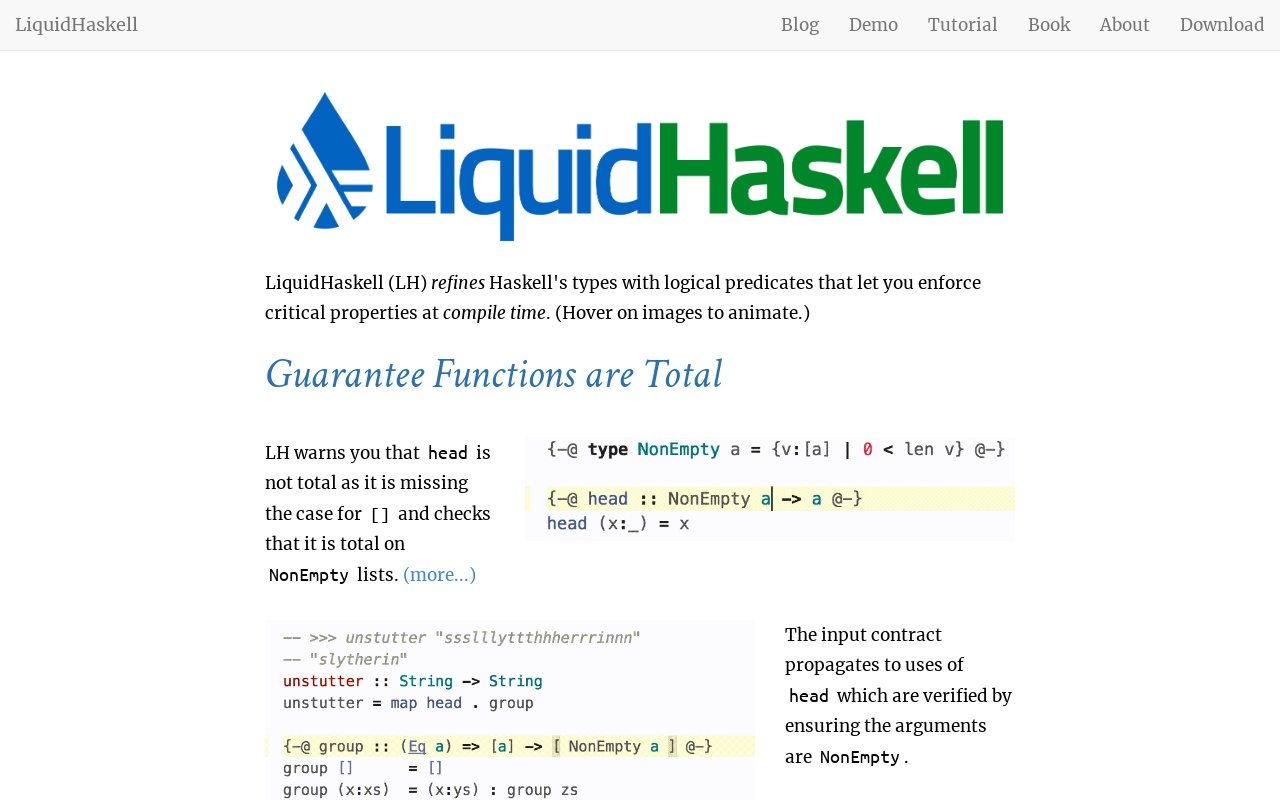 LiquidHaskell
Blog Demo Tutorial Book About Download
LiquidHaskell
LiquidHaskell (LH) refines Haskell's types with logical predicates that let you enforce
critical properties at compile time. (Hover on images to animate.)
Guarantee Functions are Total
LH warns you that head is
not total as it is missing
the case for [] and checks
that it is total on
NonEmpty lists. (more...)
{-@ type NonEmpty a = {v:[a] | 0 < len v} @-}
{-@ head :: NonEmpty a -> a @-}
head (x:_) = x
-- >>> unstutter "ssslllyttthhherrrinnn"
-- "slytherin"
unstutter :: String -> String
unstutter = map head . group
{-@ group :: (Eq a) => [a] -> [ NonEmpty a ] @-}
group []      = []
group (x:xs)  = (x:ys) : group zs
The input contract
propagates to uses of
head which are verified by
ensuring the arguments
are NonEmpty.